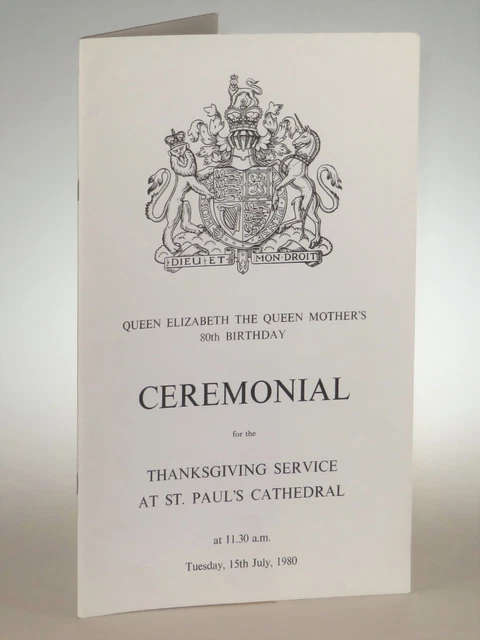 DIEU ET MON DROIT
QUEEN ELIZABETH THE QUEEN MOTHER'S
80th BIRTHDAY
CEREMONIAL
for the
THANKSGIVING SERVICE
AT ST. PAUL'S CATHEDRAL
at 11.30 a.m.
Tuesday, 15th July, 1980